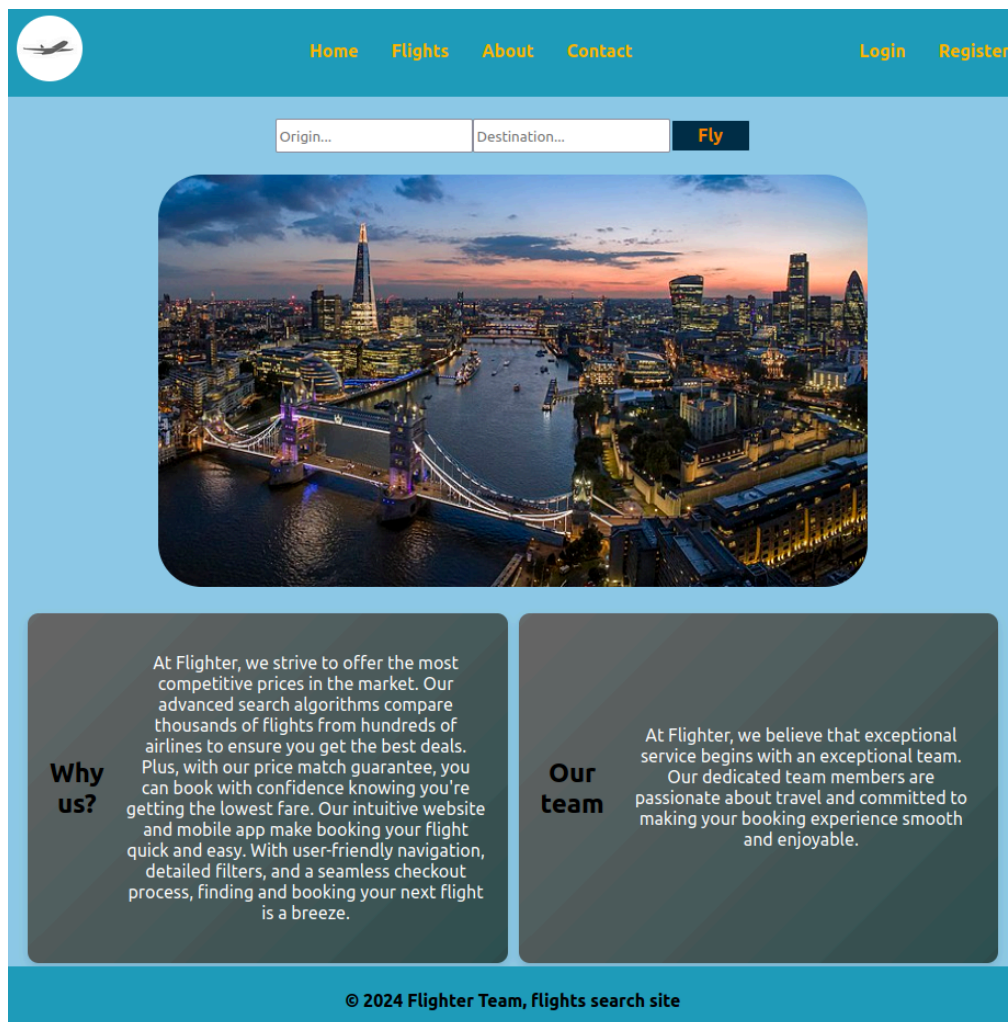 Home Flights About Contact Login Register
Origin... Destination... Fly
Why
us?
At Flighter, we strive to offer the most
competitive prices in the market. Our
advanced search algorithms compare
thousands of flights from hundreds of
airlines to ensure you get the best deals.
Plus, with our price match guarantee, you
can book with confidence knowing you're
getting the lowest fare. Our intuitive website
and mobile app make booking your flight
quick and easy. With user-friendly navigation,
detailed filters, and a seamless checkout
process, finding and booking your next flight
is a breeze.
Our
team
At Flighter, we believe that exceptional
service begins with an exceptional team.
Our dedicated team members are
passionate about travel and committed to
making your booking experience smooth
and enjoyable.
© 2024 Flighter Team, flights search site